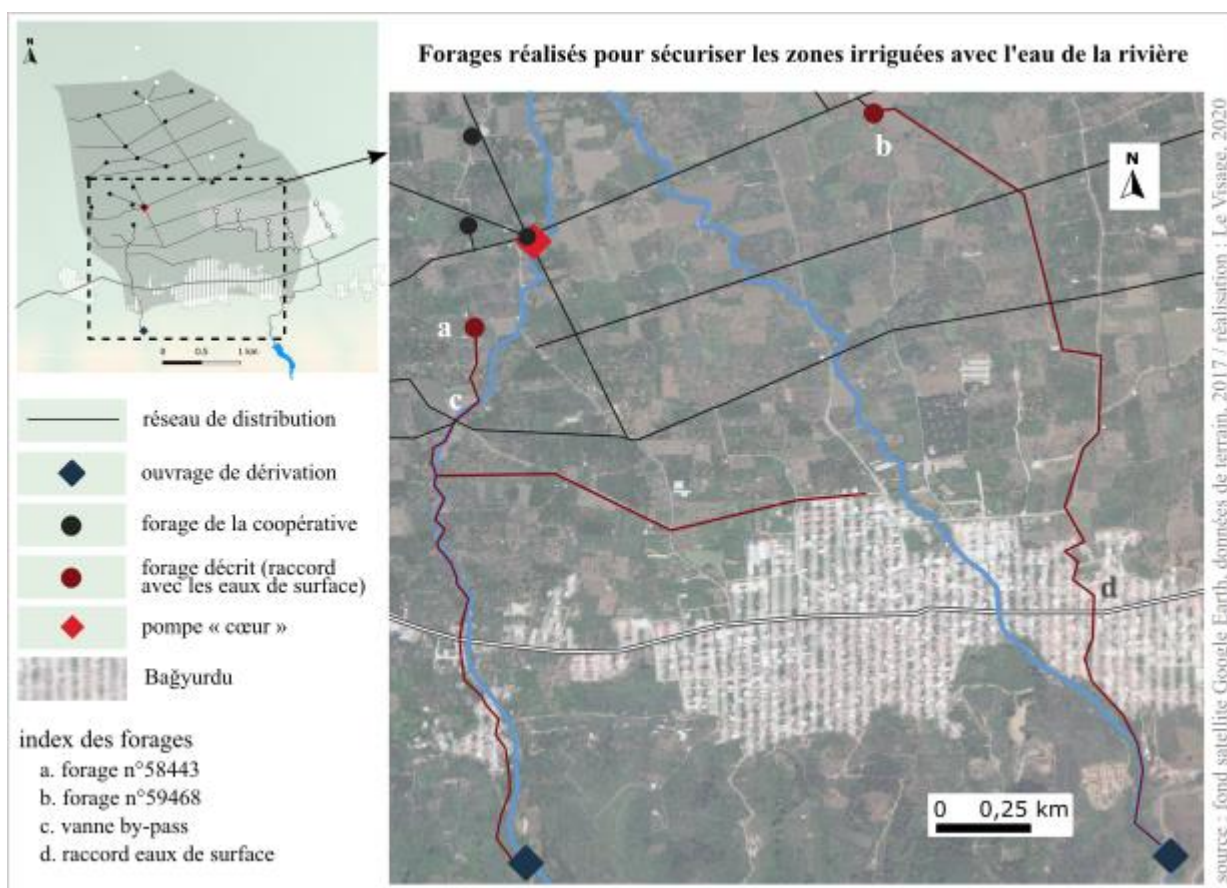 N
Forages réalisés pour sécuriser les zones irriguées avec l'eau de la rivière
0 0.5 1 km
a
b
c
d
N
0 0,25 km
réseau de distribution
ouvrage de dérivation
forage de la coopérative
forage décrit (raccord
avec les eaux de surface)
pompe « cœur »
Bağyurdu
index des forages
a. forage n°58443
b. forage n°59468
c. vanne by-pass
d. raccord eaux de surface
source : fond satellite Google Earth, données de terrain, 2017 / réalisation : Le Visage, 2020